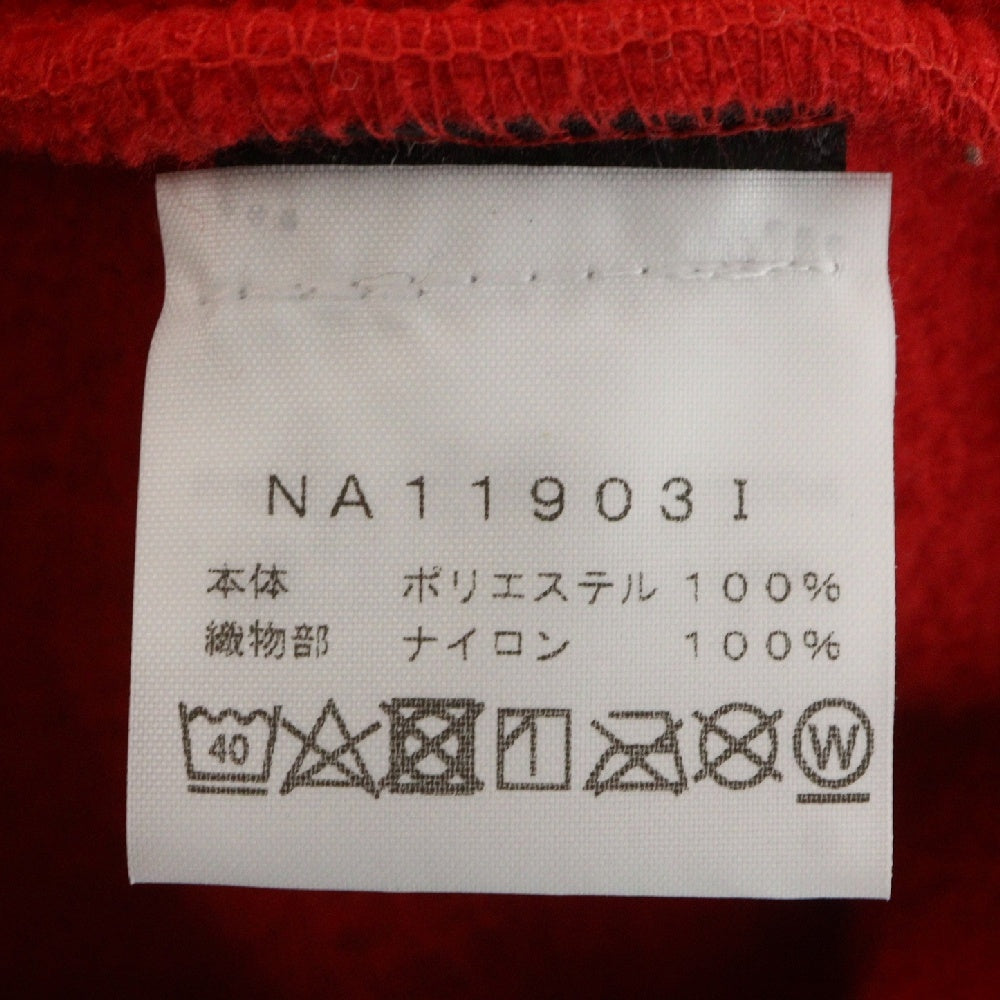 NA11903I
本体 ポリエステル 100%
織物部 ナイロン 100%
40 W